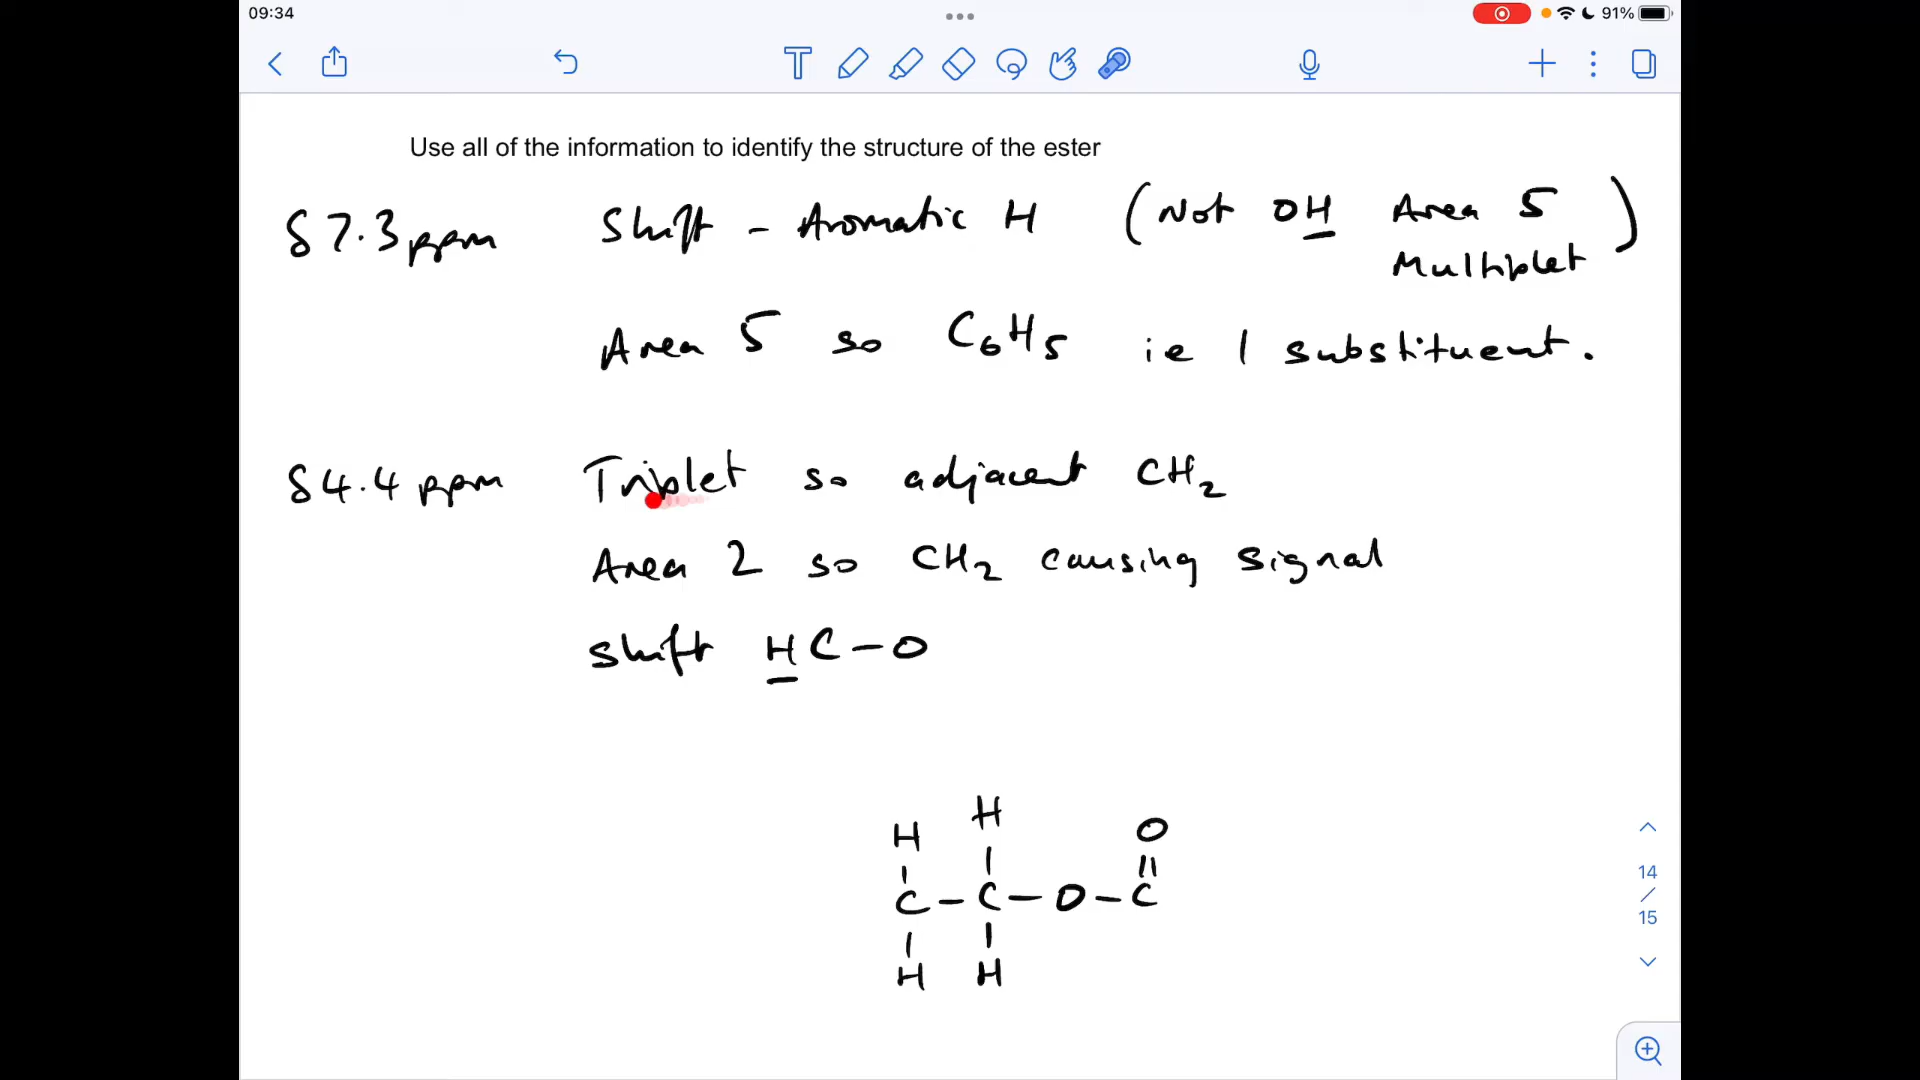 09:34
91%
Use all of the information to identify the structure of the ester
δ 7.3 ppm Shift - Aromatic H (Not OH Area 5
Multiplet)
Area 5 so C₆H₅ ie 1 substituent.
δ 4.4 ppm Triplet so adjacent CH₂
Area 2 so CH₂ causing signal
shift HC-O
H H O
C - C - O - C
H H
14
/
15